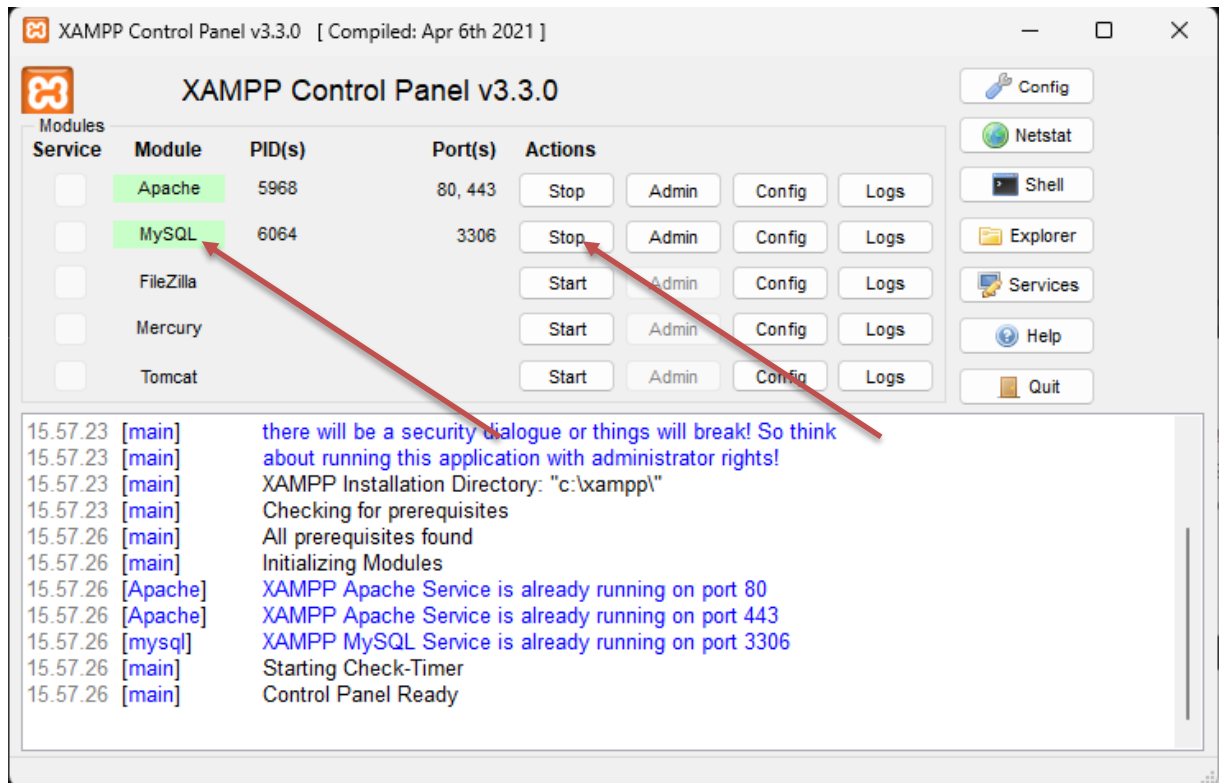 XAMPP Control Panel v3.3.0 [ Compiled: Apr 6th 2021 ]
XAMPP Control Panel v3.3.0
Config
Modules
Netstat
Service Module PID(s) Port(s) Actions
Apache 5968 80, 443 Stop Admin Config Logs
Shell
MySQL 6064 3306 Stop Admin Config Logs
Explorer
FileZilla Start Admin Config Logs
Services
Mercury Start Admin Config Logs
Help
Tomcat Start Admin Config Logs
Quit
15.57.23 [main] there will be a security dialogue or things will break! So think
15.57.23 [main] about running this application with administrator rights!
15.57.23 [main] XAMPP Installation Directory: "c:\xampp\"
15.57.23 [main] Checking for prerequisites
15.57.26 [main] All prerequisites found
15.57.26 [main] Initializing Modules
15.57.26 [Apache] XAMPP Apache Service is already running on port 80
15.57.26 [Apache] XAMPP Apache Service is already running on port 443
15.57.26 [mysql] XAMPP MySQL Service is already running on port 3306
15.57.26 [main] Starting Check-Timer
15.57.26 [main] Control Panel Ready